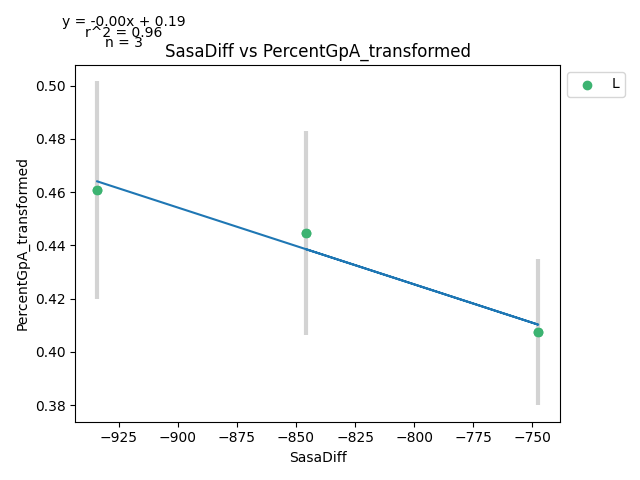 y = -0.00x + 0.19
r^2 = 0.96
n = 3
SasaDiff vs PercentGpA_transformed
L
0.50
0.48
0.46
0.44
0.42
0.40
0.38
PercentGpA_transformed
−925 −900 −875 −850 −825 −800 −775 −750
SasaDiff